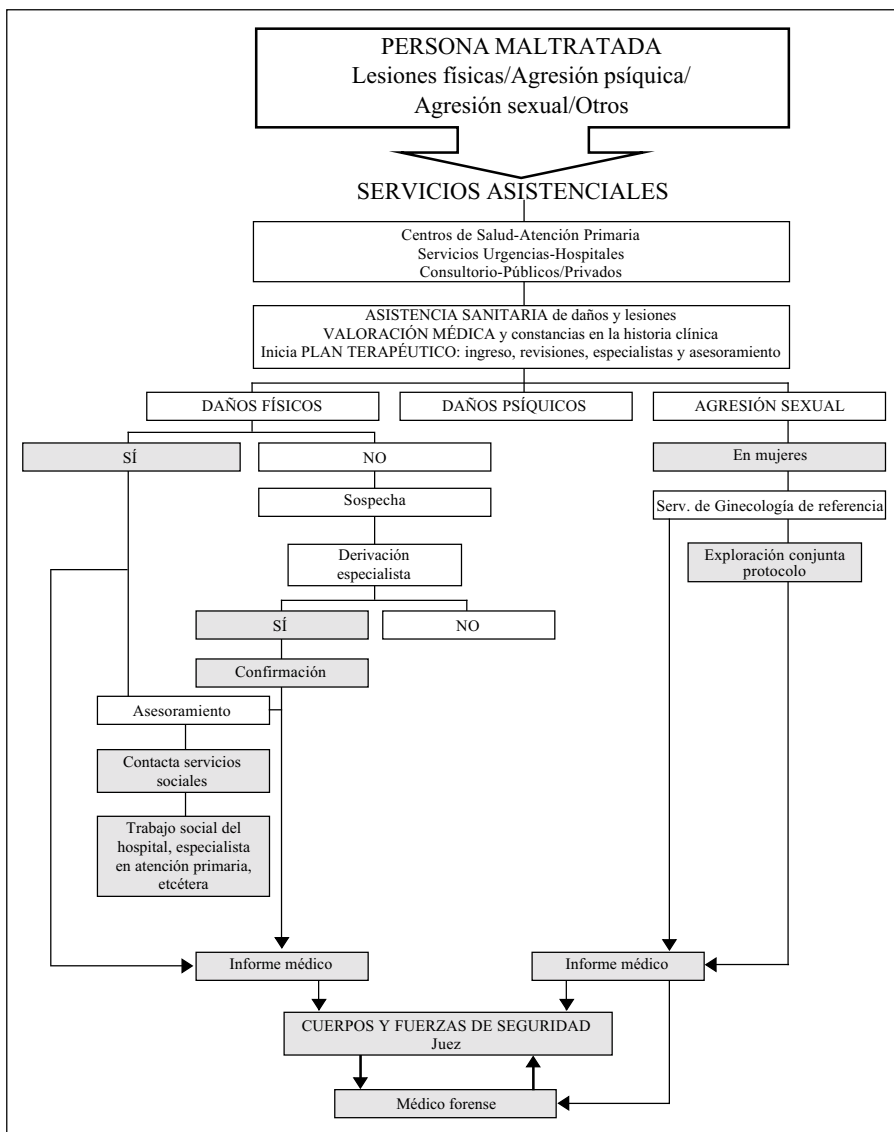 PERSONA MALTRATADA
Lesiones físicas/Agresión psíquica/
Agresión sexual/Otros
SERVICIOS ASISTENCIALES
Centros de Salud-Atención Primaria
Servicios Urgencias-Hospitales
Consultorio-Públicos/Privados
ASISTENCIA SANITARIA de daños y lesiones
VALORACIÓN MÉDICA y constancias en la historia clínica
Inicia PLAN TERAPÉUTICO: ingreso, revisiones, especialistas y asesoramiento
DAÑOS FÍSICOS
DAÑOS PSÍQUICOS
AGRESIÓN SEXUAL
SÍ
NO
En mujeres
Sospecha
Serv. de Ginecología de referencia
Derivación
especialista
Exploración conjunta
protocolo
SÍ
NO
Confirmación
Asesoramiento
Contacta servicios
sociales
Trabajo social del
hospital, especialista
en atención primaria,
etcétera
Informe médico
Informe médico
CUERPOS Y FUERZAS DE SEGURIDAD
Juez
Médico forense